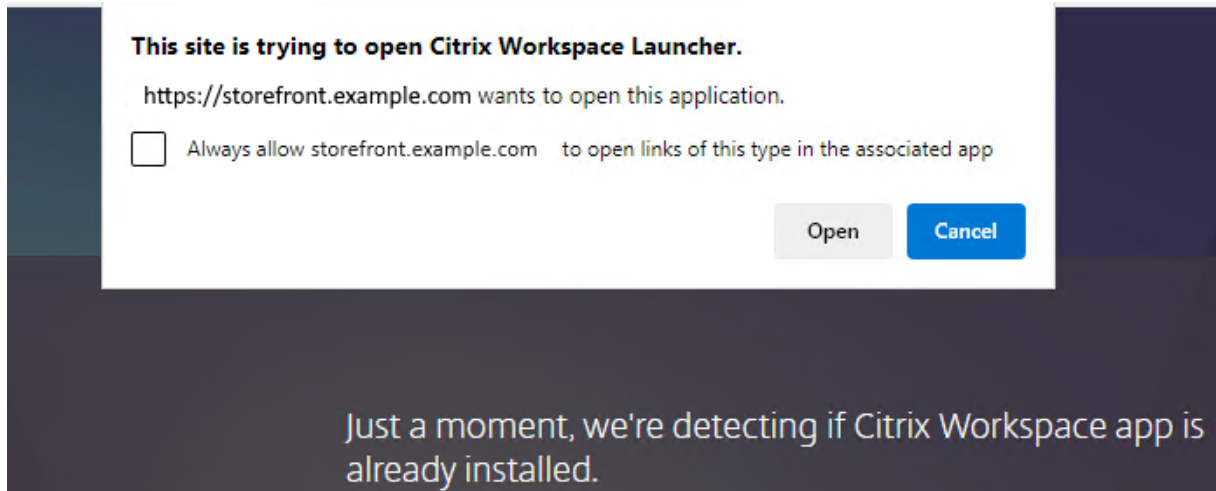 This site is trying to open Citrix Workspace Launcher.
https://storefront.example.com wants to open this application.
Always allow storefront.example.com to open links of this type in the associated app
Open Cancel
Just a moment, we're detecting if Citrix Workspace app is
already installed.